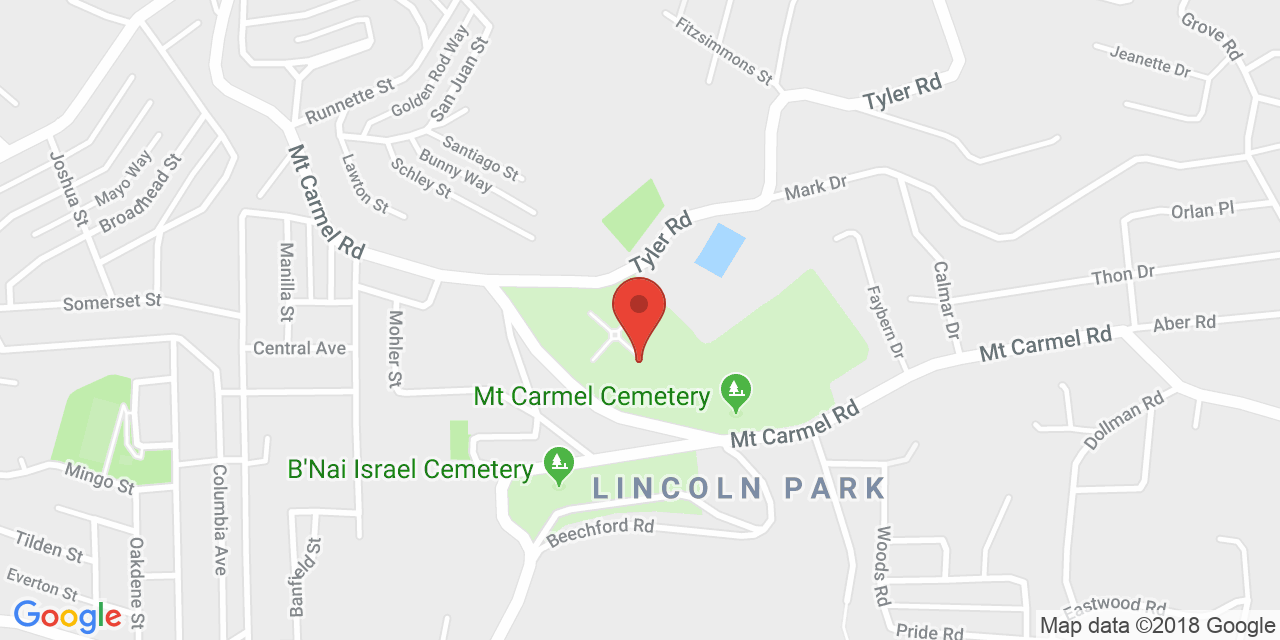 Grove Rd
Jeanette Dr
Fitzsimmons St
Tyler Rd
Golden Rod Way
San Juan St
Runnette St
Santiago St
Bunny Way
Schley St
Lawton St
Mt Carmel Rd
Joshua St
Mayo Way
Broadhead St
Mark Dr
Orlan Pl
Tyler Rd
Manilla St
Somerset St
Thon Dr
Calmar Dr
Faybern Dr
Aber Rd
Mohler St
Central Ave
Mt Carmel Rd
Mt Carmel Cemetery
Mt Carmel Rd
Dollman Rd
B'Nai Israel Cemetery
LINCOLN PARK
Mingo St
Columbia Ave
Beechford Rd
Tilden St
Oakdene St
Banfield St
Woods Rd
Everton St
Eastwood Rd
Pride Rd
Google
Map data ©2018 Google